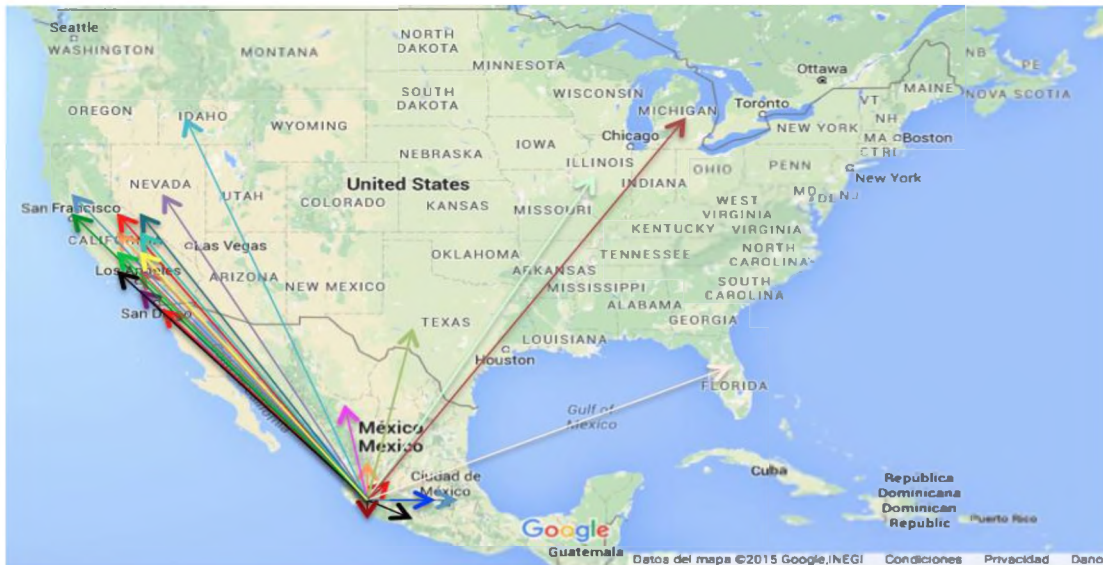 Seattle
WASHINGTON
MONTANA
NORTH
DAKOTA
MINNESOTA
Ottawa
NB
PE
MAINE
NOVA SCOTIA
OREGON
IDAHO
SOUTH
DAKOTA
WISCONSIN
MICHIGAN
Toronto
VT
NH
WYOMING
NEW YORK
MA
Boston
Chicago
CT
RI
IOWA
NEBRASKA
ILLINOIS
INDIANA
OHIO
PENN
New York
NEVADA
UTAH
United States
COLORADO
KANSAS
MISSOURI
MD
DE
NJ
WEST
VIRGINIA
San Francisco
KENTUCKY
VIRGINIA
CALIFORNIA
Las Vegas
OKLAHOMA
TENNESSEE
NORTH
CAROLINA
Los Angeles
ARIZONA
NEW MEXICO
ARKANSAS
MISSISSIPPI
SOUTH
CAROLINA
San Diego
ALABAMA
GEORGIA
TEXAS
LOUISIANA
Houston
FLORIDA
Gulf of
Mexico
México
Mexico
Ciudad de
México
Cuba
República
Dominicana
Dominican
Republic
Puerto Rico
Google
Guatemala
Datos del mapa ©2015 Google, INEGI Condiciones Privacidad Dano